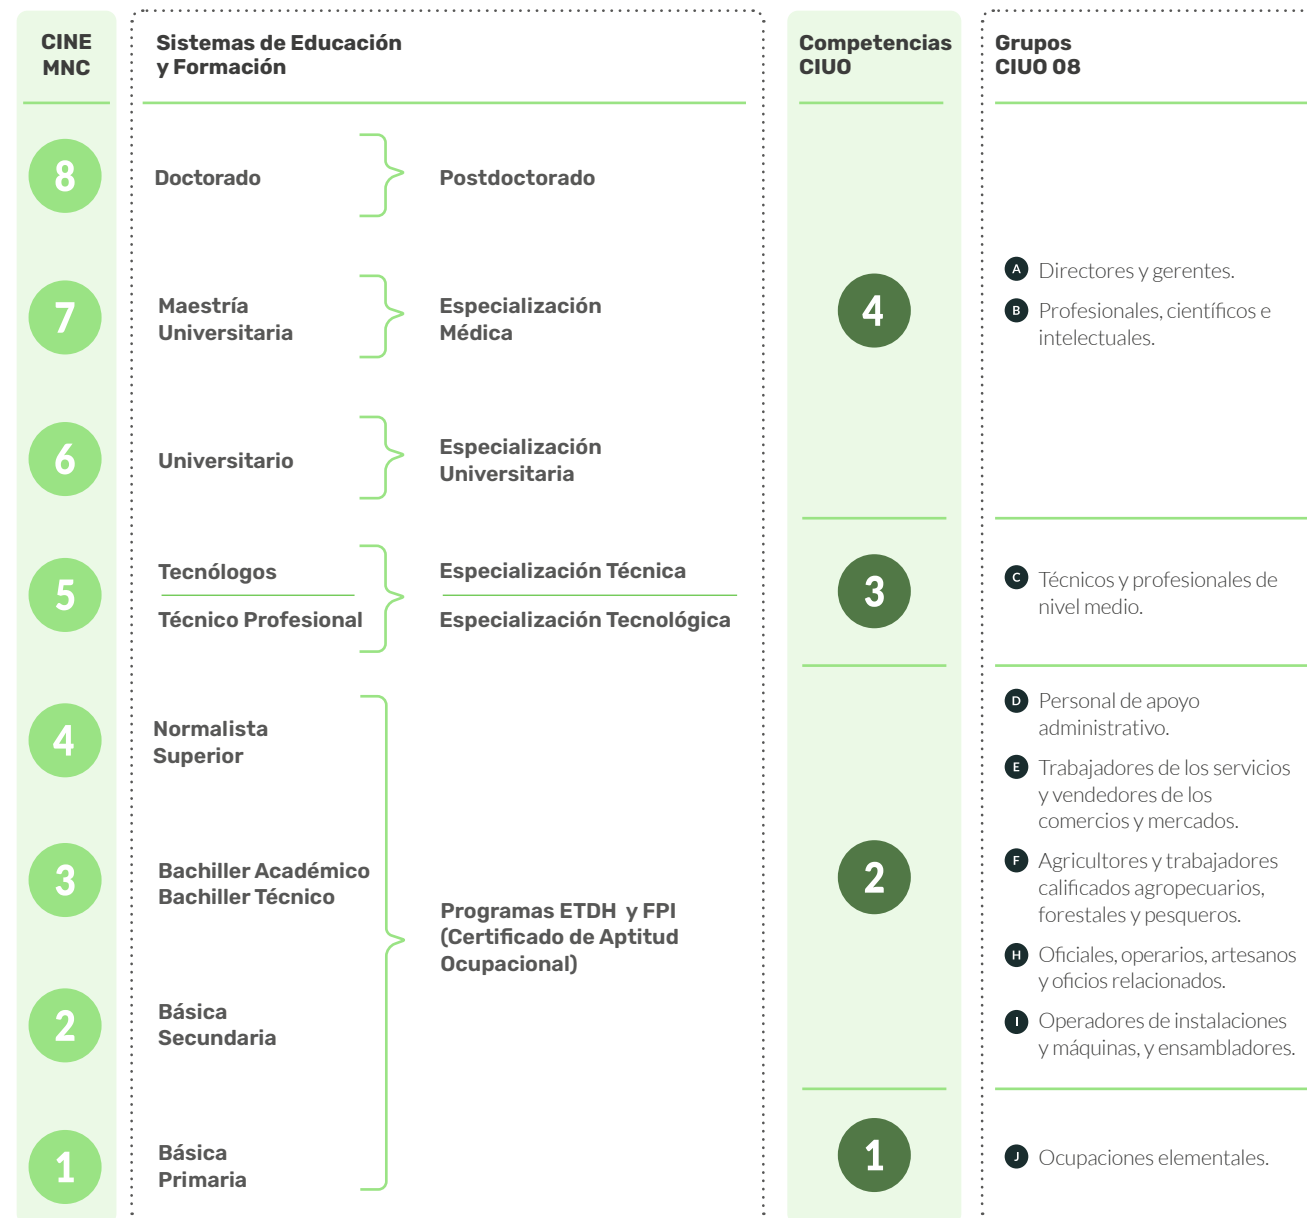 CINE
MNC
Sistemas de Educación
y Formación
Competencias
CIUO
Grupos
CIUO 08
8
Doctorado
Postdoctorado
7
Maestría
Universitaria
Especialización
Médica
6
Universitario
Especialización
Universitaria
4
A Directores y gerentes.
B Profesionales, científicos e
intelectuales.
5
Tecnólogos
Técnico Profesional
Especialización Técnica
Especialización Tecnológica
3
C Técnicos y profesionales de
nivel medio.
4
Normalista
Superior
3
Bachiller Académico
Bachiller Técnico
2
Básica
Secundaria
1
Básica
Primaria
Programas ETDH y FPI
(Certificado de Aptitud
Ocupacional)
2
D Personal de apoyo
administrativo.
E Trabajadores de los servicios
y vendedores de los
comercios y mercados.
F Agricultores y trabajadores
calificados agropecuarios,
forestales y pesqueros.
H Oficiales, operarios, artesanos
y oficios relacionados.
I Operadores de instalaciones
y máquinas, y ensambladores.
1
J Ocupaciones elementales.